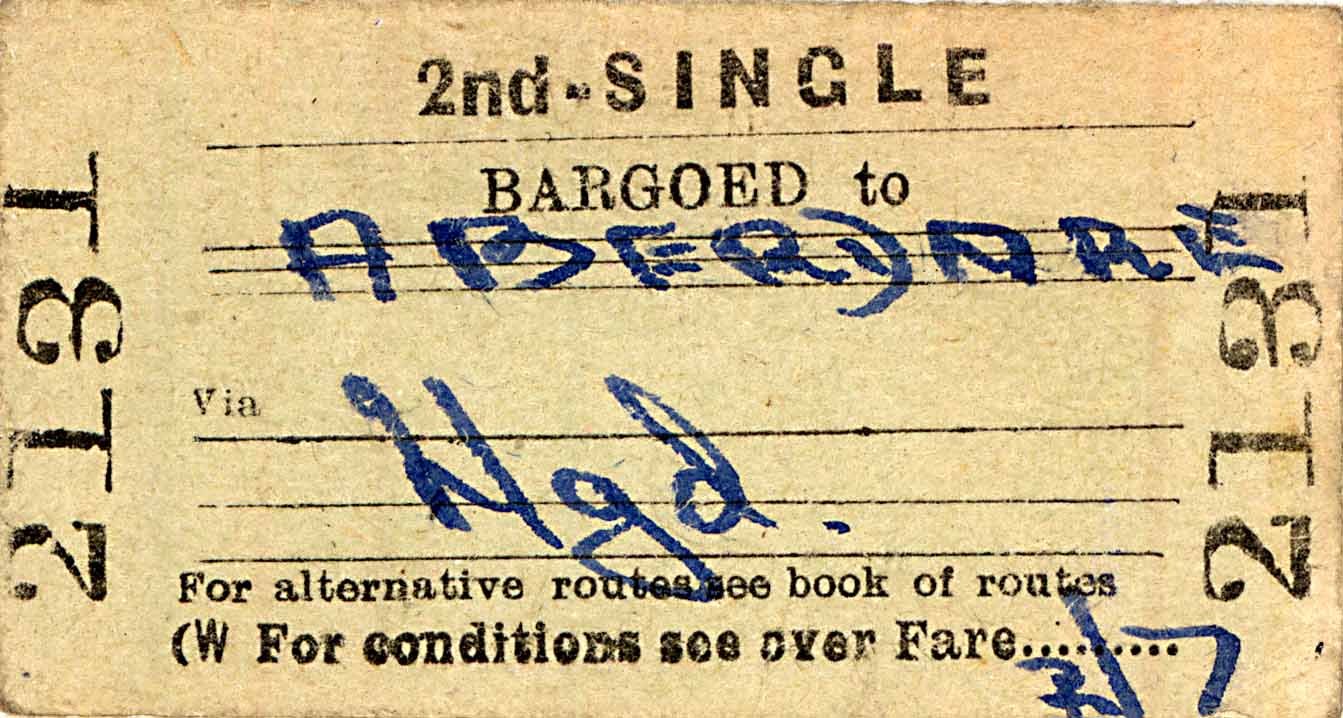 2nd-SINGLE
BARGOED to
ABERDARE
Via
Hgd.
For alternative routes see book of routes
(W For conditions see over Fare.........
3/7
2131
2131